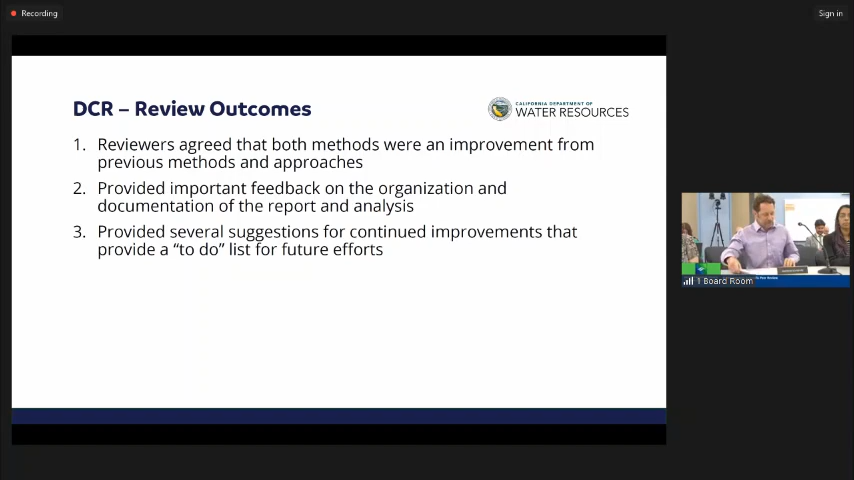 Recording
Sign in
DCR – Review Outcomes
CALIFORNIA DEPARTMENT OF
WATER RESOURCES
1. Reviewers agreed that both methods were an improvement from
previous methods and approaches
2. Provided important feedback on the organization and
documentation of the report and analysis
3. Provided several suggestions for continued improvements that
provide a “to do” list for future efforts
1 Board Room